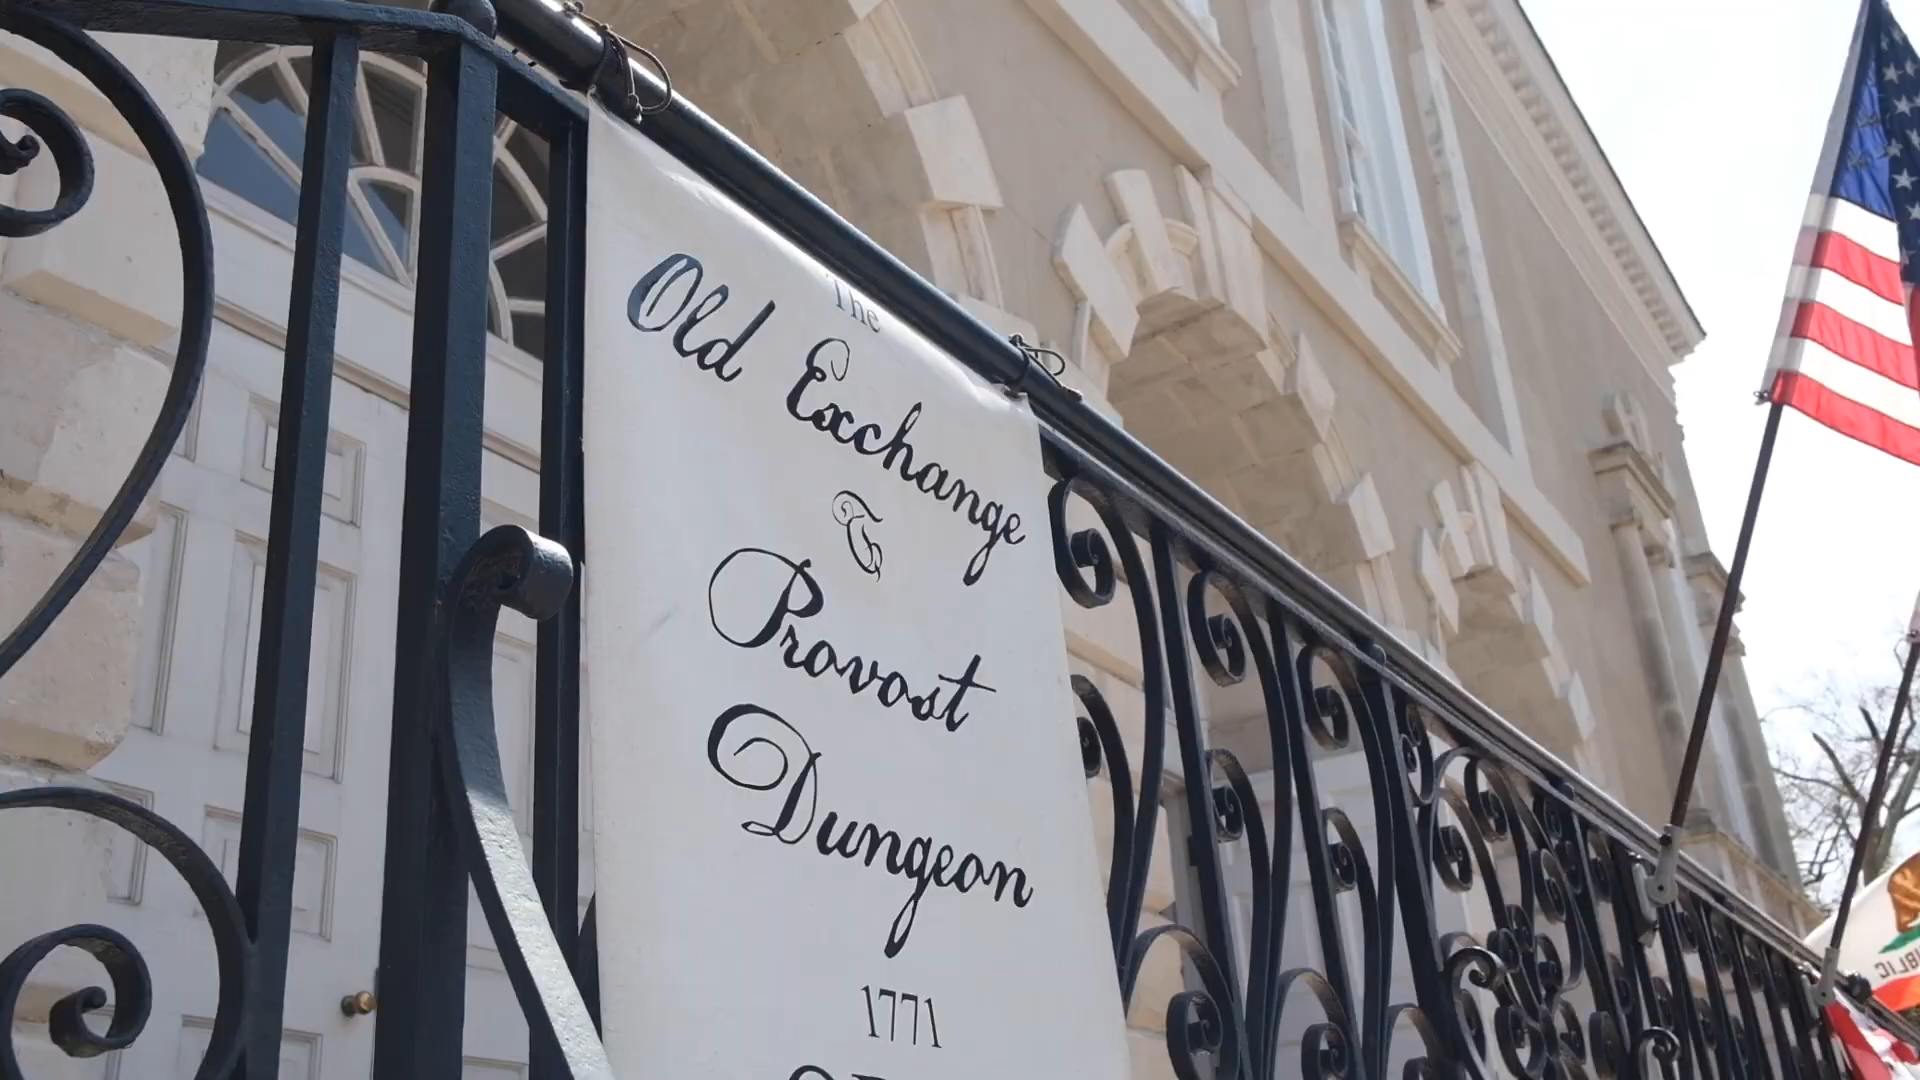 The
Old Exchange
&
Provost
Dungeon
1771